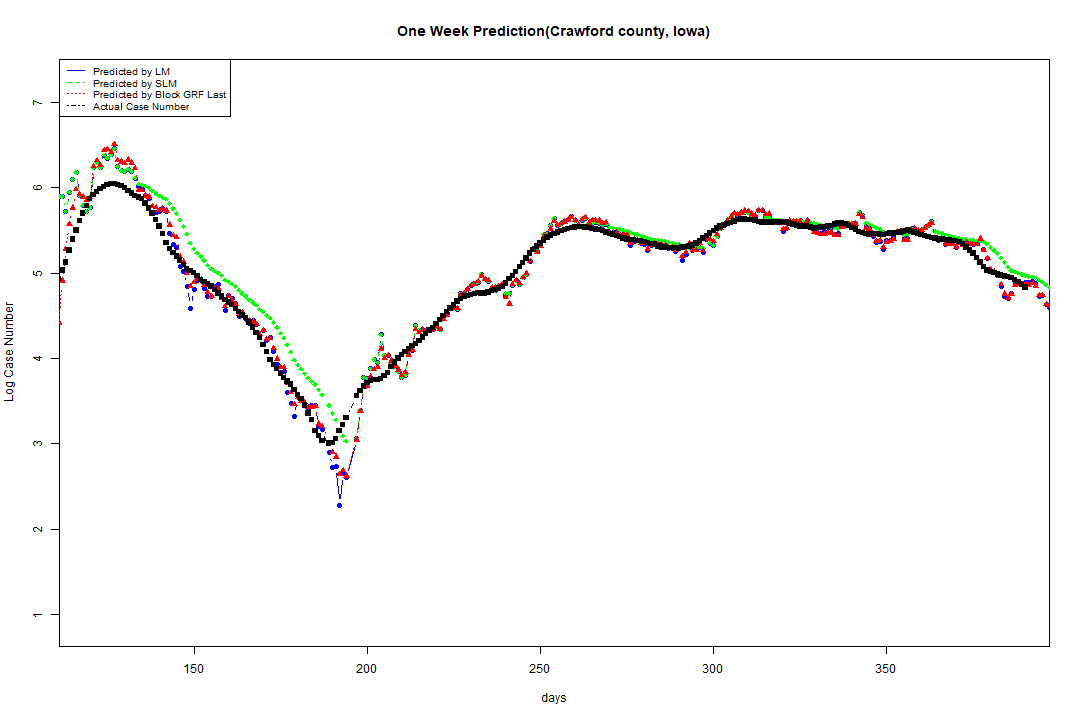 One Week Prediction(Crawford county, Iowa)
Predicted by LM
Predicted by SLM
Predicted by Block GRF Last
Actual Case Number
Log Case Number
7
6
5
4
3
2
1
150
200
250
300
350
days